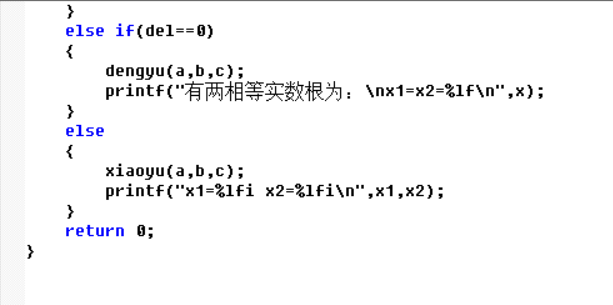 }
else if(del==0)
{
dengyu(a,b,c);
printf("有两相等实数根为：\nx1=x2=%lf\n",x);
}
else
{
xiaoyu(a,b,c);
printf("x1=%lfi x2=%lfi\n",x1,x2);
}
return 0;
}